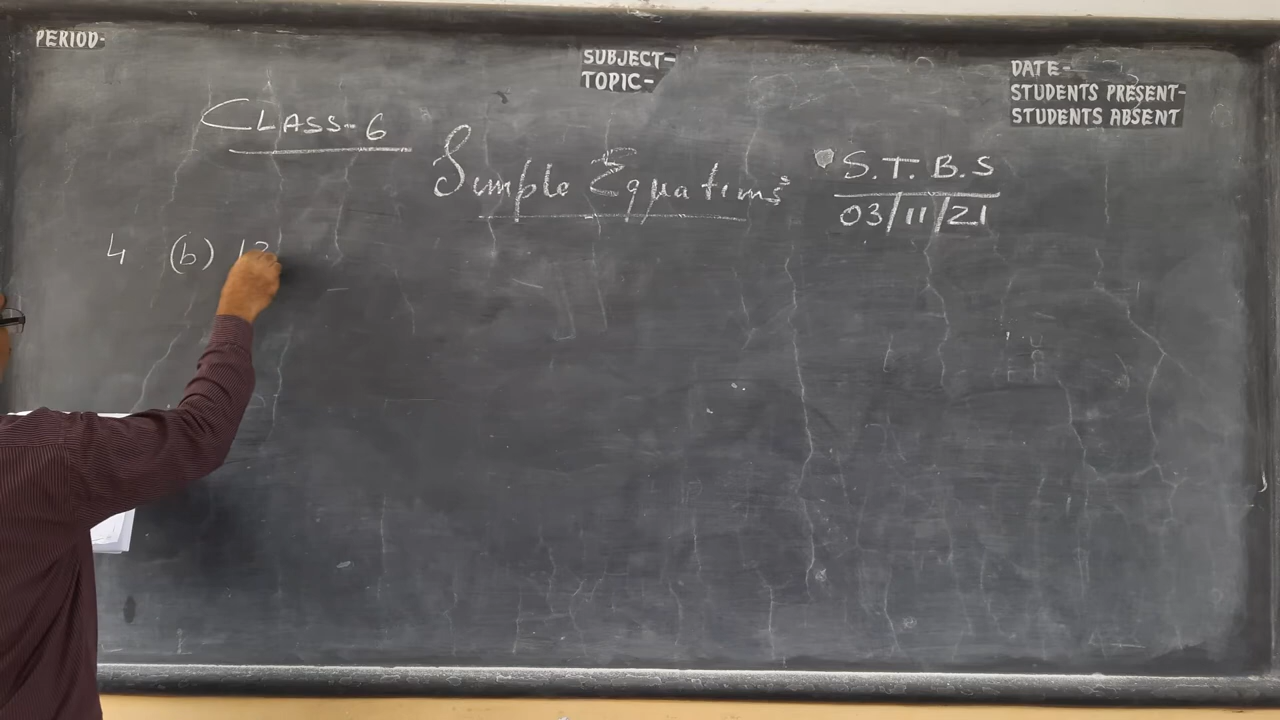 PERIOD-
SUBJECT-
TOPIC-
DATE-
STUDENTS PRESENT-
STUDENTS ABSENT
CLASS-6
Simple Equations
S.T.B.S
03/11/21
4 (b)